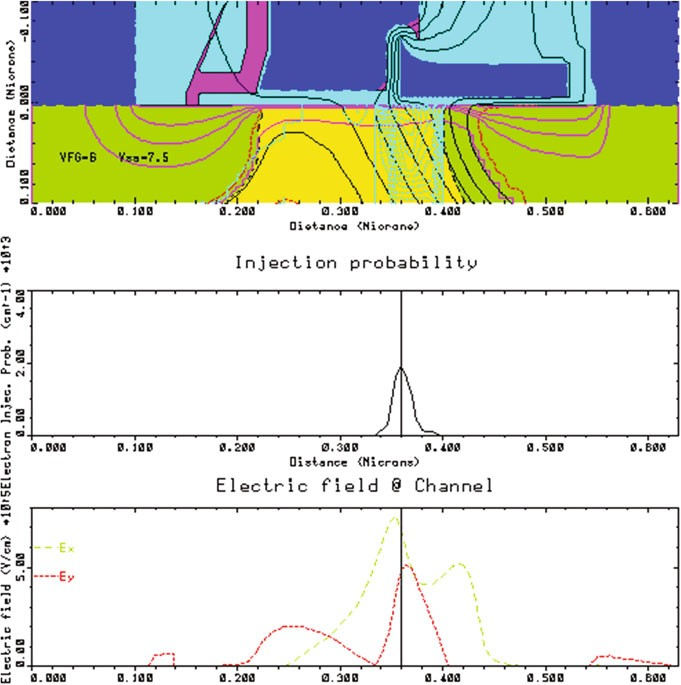 -0.100
0.000
0.100
Distance (Microns)
VFG=6 Vss=7.5
0.000 0.100 0.200 0.300 0.400 0.500 0.600
Distance (Microns)
Injection probability
Electron Injec. Prob. (cm^-1) *10^3
4.00
2.00
0.00
0.000 0.100 0.200 0.300 0.400 0.500 0.600
Distance (Microns)
Electric field @ Channel
Electric field (V/cm) *10^5
Ex
Ey
5.00
0.00
0.000 0.100 0.200 0.300 0.400 0.500 0.600